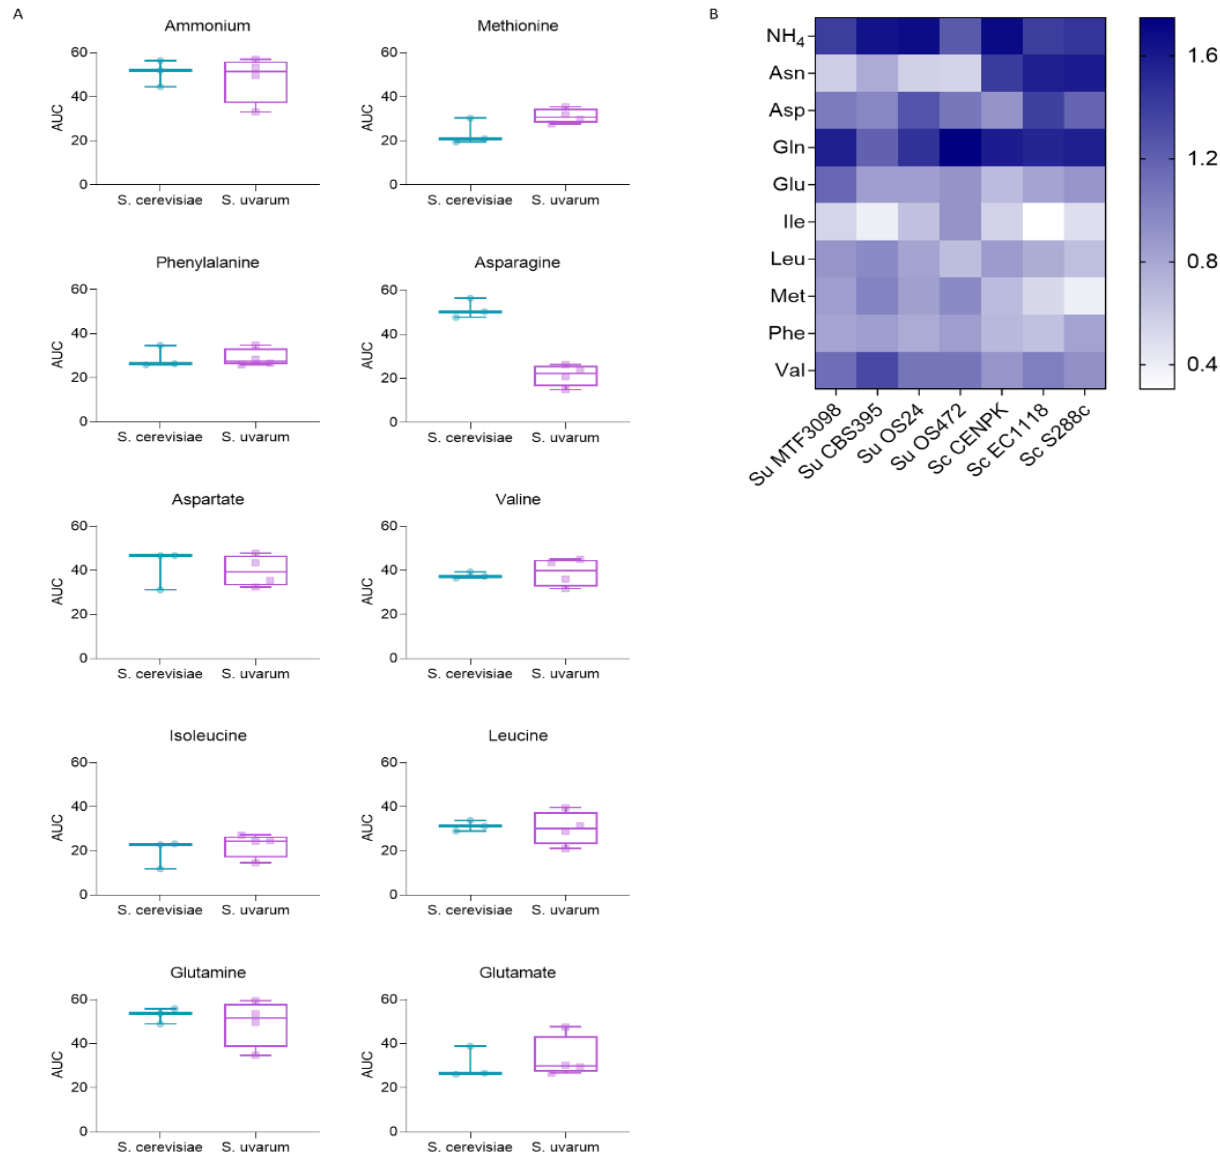 A
B
Ammonium
60
40
20
0
AUC
S. cerevisiae S. uvarum
Methionine
60
40
20
0
AUC
S. cerevisiae S. uvarum
Phenylalanine
60
40
20
0
AUC
S. cerevisiae S. uvarum
Asparagine
60
40
20
0
AUC
S. cerevisiae S. uvarum
Aspartate
60
40
20
0
AUC
S. cerevisiae S. uvarum
Valine
60
40
20
0
AUC
S. cerevisiae S. uvarum
Isoleucine
60
40
20
0
AUC
S. cerevisiae S. uvarum
Leucine
60
40
20
0
AUC
S. cerevisiae S. uvarum
Glutamine
60
40
20
0
AUC
S. cerevisiae S. uvarum
Glutamate
60
40
20
0
AUC
S. cerevisiae S. uvarum
NH₄
Asn
Asp
Gln
Glu
Ile
Leu
Met
Phe
Val
Su MTF3098
Su CBS395
Su OS24
Su OS472
Sc CENPK
Sc EC1118
Sc S288c
1.6
1.2
0.8
0.4